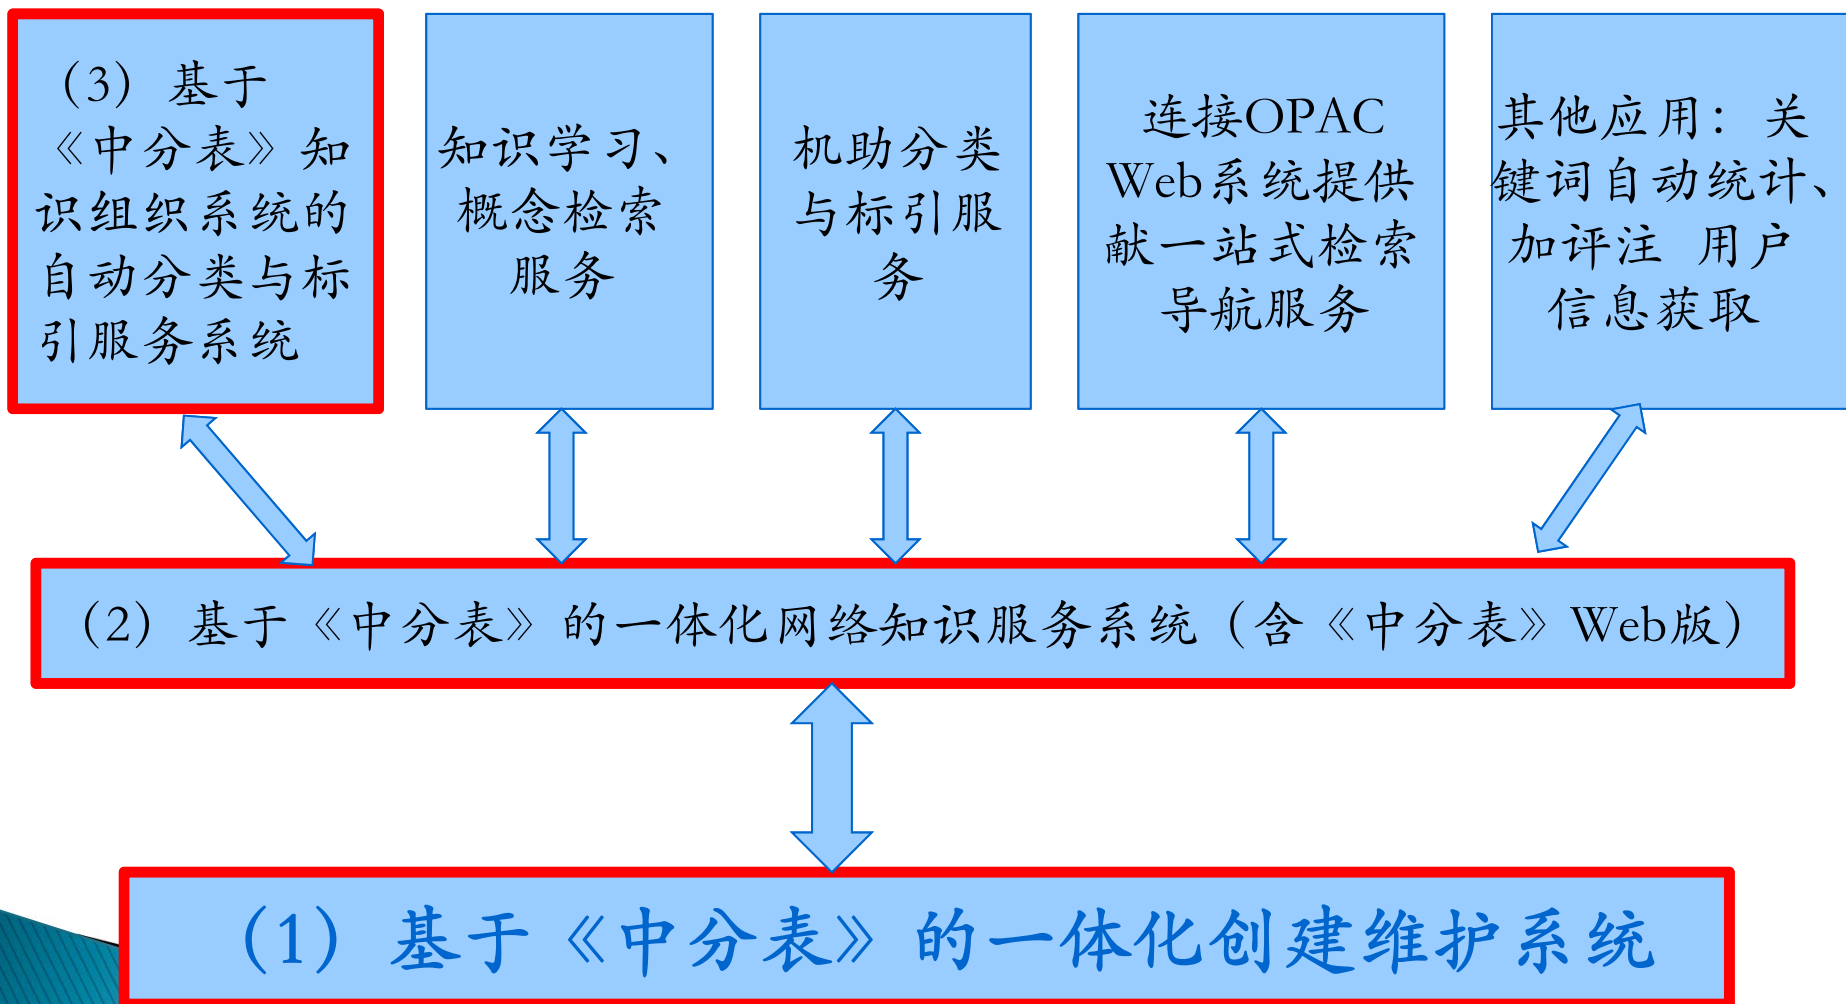 （3）基于
《中分表》知
识组织系统的
自动分类与标
引服务系统
知识学习、
概念检索
服务
机助分类
与标引服
务
连接OPAC
Web系统提供
献一站式检索
导航服务
其他应用：关
键词自动统计、
加评注 用户
信息获取
（2）基于《中分表》的一体化网络知识服务系统（含《中分表》Web版）
（1）基于《中分表》的一体化创建维护系统